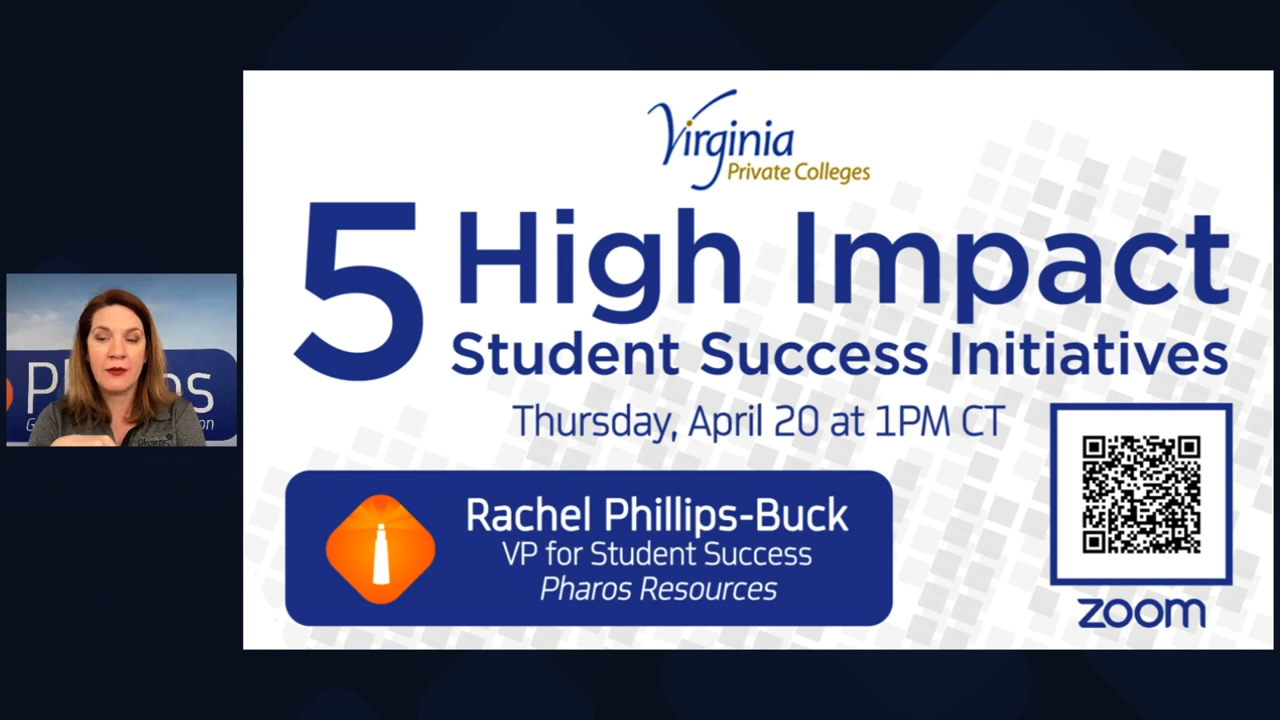 Virginia
Private Colleges
5 High Impact
Student Success Initiatives
Thursday, April 20 at 1PM CT
Rachel Phillips-Buck
VP for Student Success
Pharos Resources
zoom
Pharos